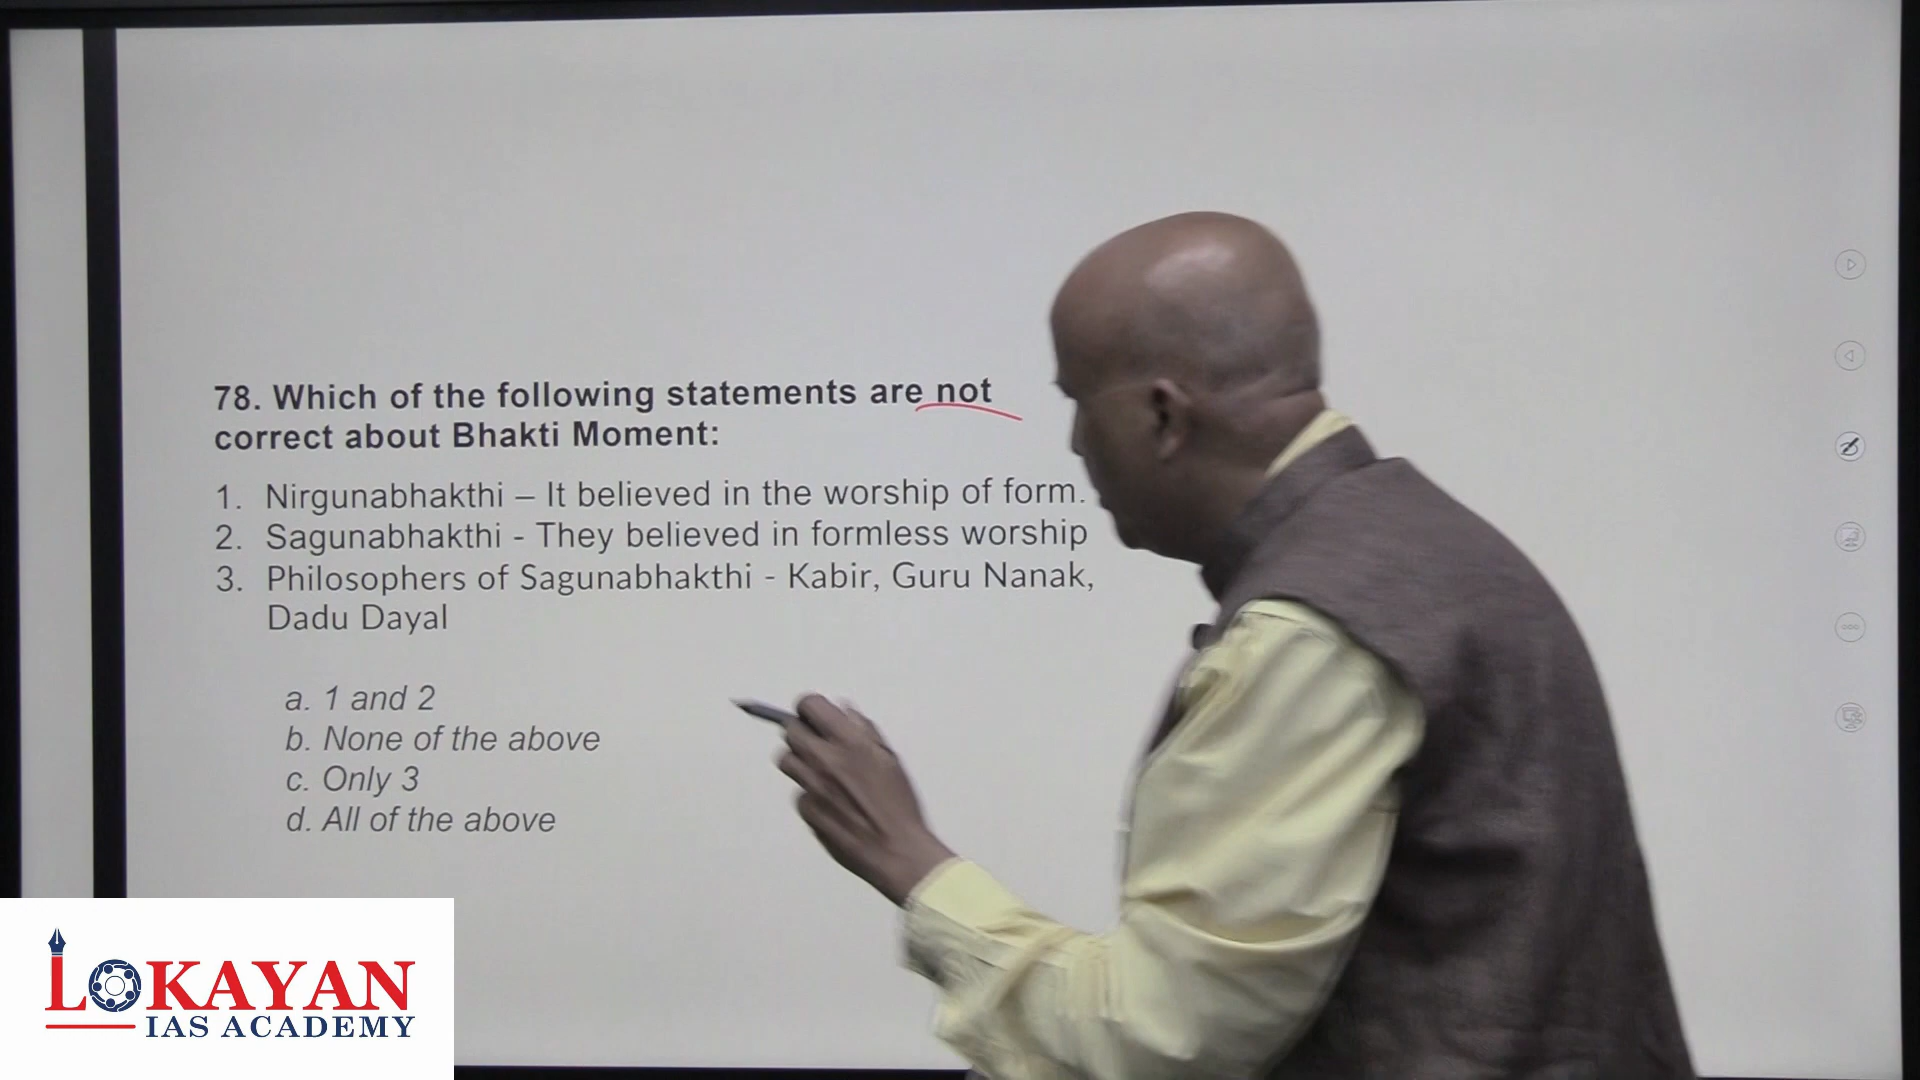 78. Which of the following statements are not
correct about Bhakti Moment:
1. Nirgunabhakthi – It believed in the worship of form.
2. Sagunabhakthi - They believed in formless worship
3. Philosophers of Sagunabhakthi - Kabir, Guru Nanak,
Dadu Dayal
a. 1 and 2
b. None of the above
c. Only 3
d. All of the above
LOKAYAN
IAS ACADEMY